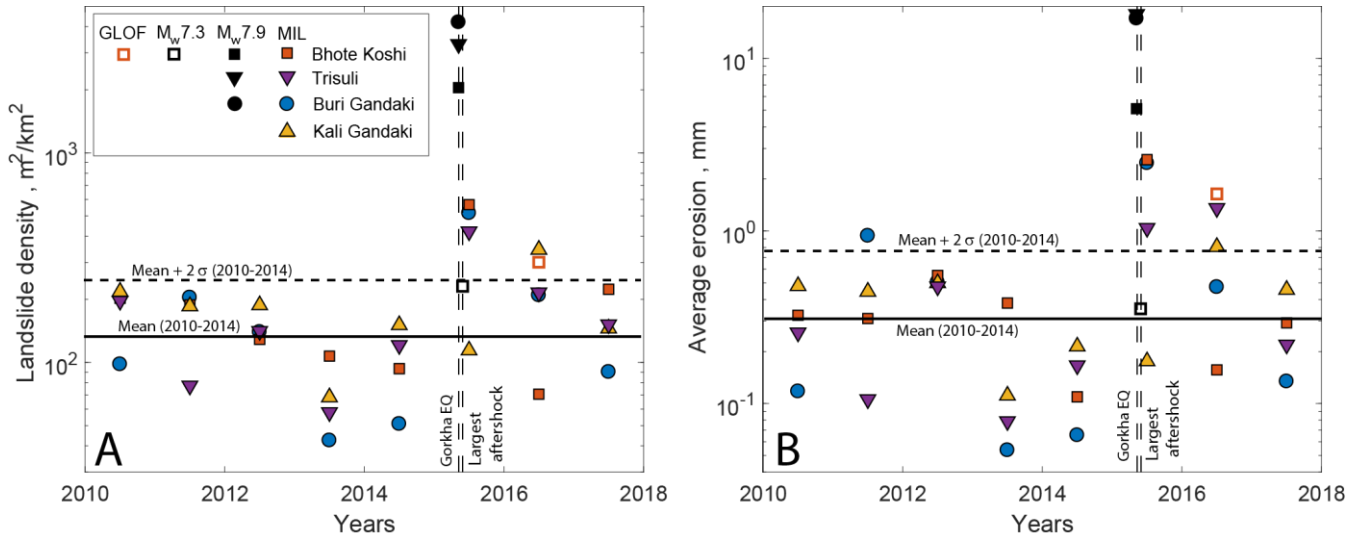 GLOF M_w7.3 M_w7.9 MIL
Bhote Koshi
Trisuli
Buri Gandaki
Kali Gandaki
Landslide density , m²/km²
10³
10²
Mean + 2 σ (2010-2014)
Mean (2010-2014)
Gorkha EQ
Largest
aftershock
A
2010 2012 2014 2016 2018
Years
Average erosion , mm
10¹
10⁰
10⁻¹
Mean + 2 σ (2010-2014)
Mean (2010-2014)
Gorkha EQ
Largest
aftershock
B
2010 2012 2014 2016 2018
Years